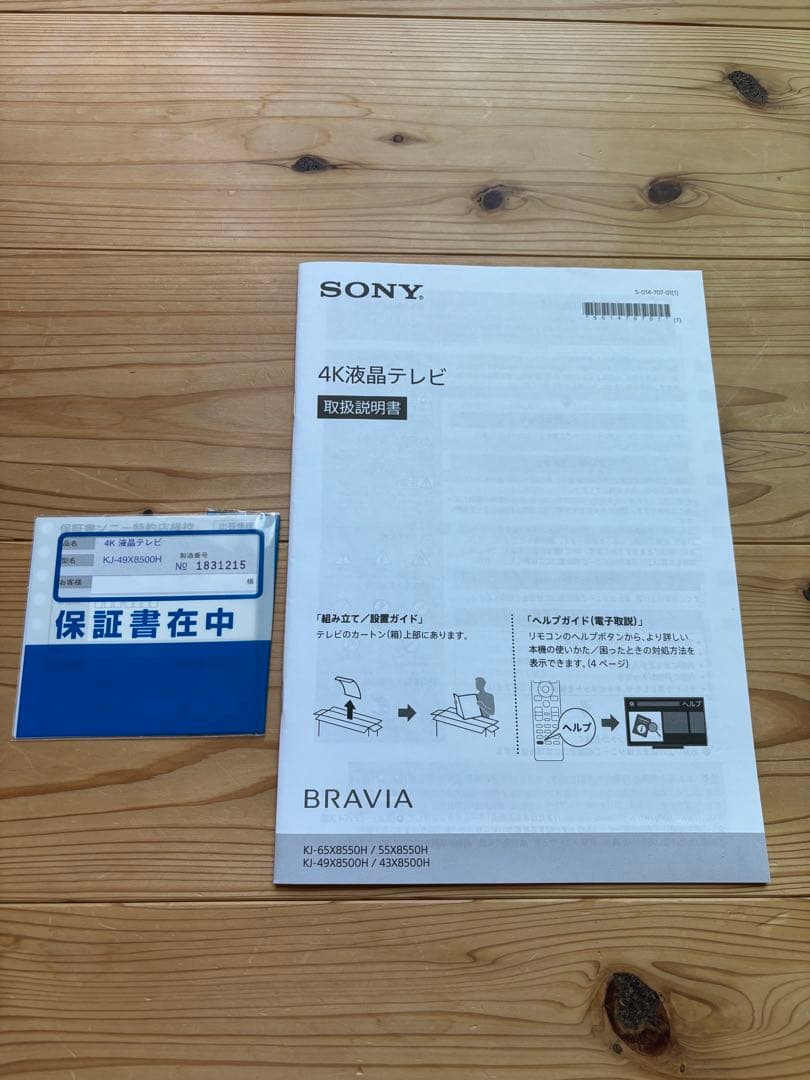 SONY
5-014-707-01(1)
(1)
4K液晶テレビ
取扱説明書
「組み立て/設置ガイド」
テレビのカートン(箱)上部にあります。
「ヘルプガイド(電子取説)」
リモコンのヘルプボタンから、より詳しい
本機の使いかた/困ったときの対処方法を
表示できます。(4 ページ)
ヘルプ
ヘルプ
BRAVIA
KJ-65X8550H / 55X8550H
KJ-49X8500H / 43X8500H
品名 4K 液晶テレビ
型名 KJ-49X8500H
製造番号
№ 1831215
お客様 様
保証書在中